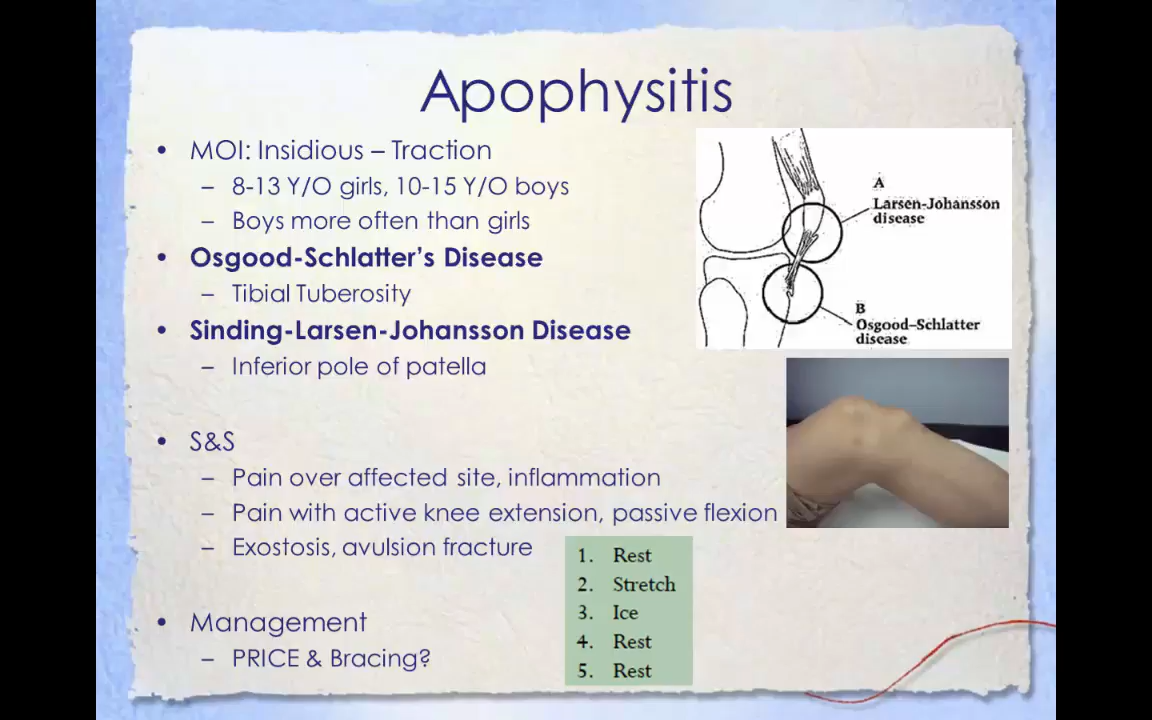 Apophysitis
• MOI: Insidious – Traction
– 8-13 Y/O girls, 10-15 Y/O boys
– Boys more often than girls
• Osgood-Schlatter's Disease
– Tibial Tuberosity
• Sinding-Larsen-Johansson Disease
– Inferior pole of patella
• S&S
– Pain over affected site, inflammation
– Pain with active knee extension, passive flexion
– Exostosis, avulsion fracture
• Management
– PRICE & Bracing?
A
Larsen-Johansson
disease
B
Osgood–Schlatter
disease
1. Rest
2. Stretch
3. Ice
4. Rest
5. Rest